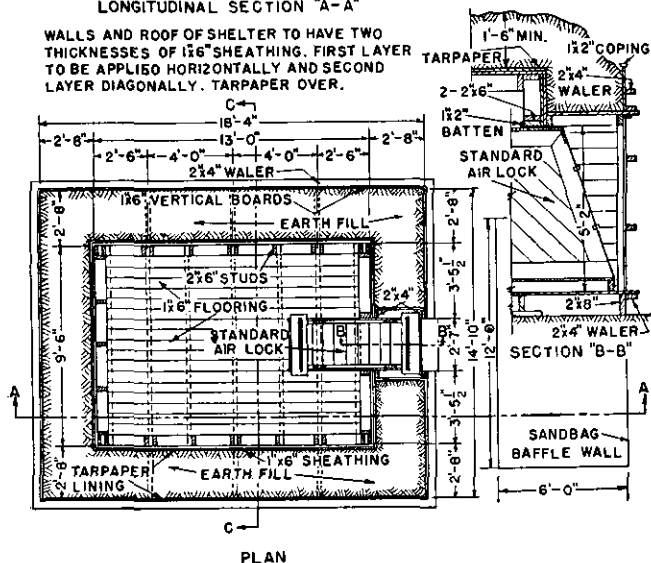 LONGITUDINAL SECTION "A-A"
WALLS AND ROOF OF SHELTER TO HAVE TWO
THICKNESSES OF 1"x6" SHEATHING. FIRST LAYER
TO BE APPLIED HORIZONTALLY AND SECOND
LAYER DIAGONALLY. TARPAPER OVER.
C
18'-4"
2'-8"
13'-0"
2'-8"
2'-6"
4'-0"
4'-0"
2'-6"
2"x4" WALER
1"x6" VERTICAL BOARDS
EARTH FILL
2'-8"
2'-8"
2"x6" STUDS
1"x6" FLOORING
3'-5½"
2"x4"
STANDARD
AIR LOCK
B
B
9'-6"
2'-7"
14'-10"
12'-8"
A
A
3'-5½"
1"x6" SHEATHING
TARPAPER
LINING
EARTH FILL
2'-8"
2'-8"
C
PLAN
1'-6" MIN.
1"x2" COPING
TARPAPER
2"x4"
WALER
2-2"x6"
1"x2"
BATTEN
STANDARD
AIR LOCK
5'-2"
2"x8"
2"x4" WALER
SECTION "B-B"
SANDBAG
BAFFLE WALL
6'-0"